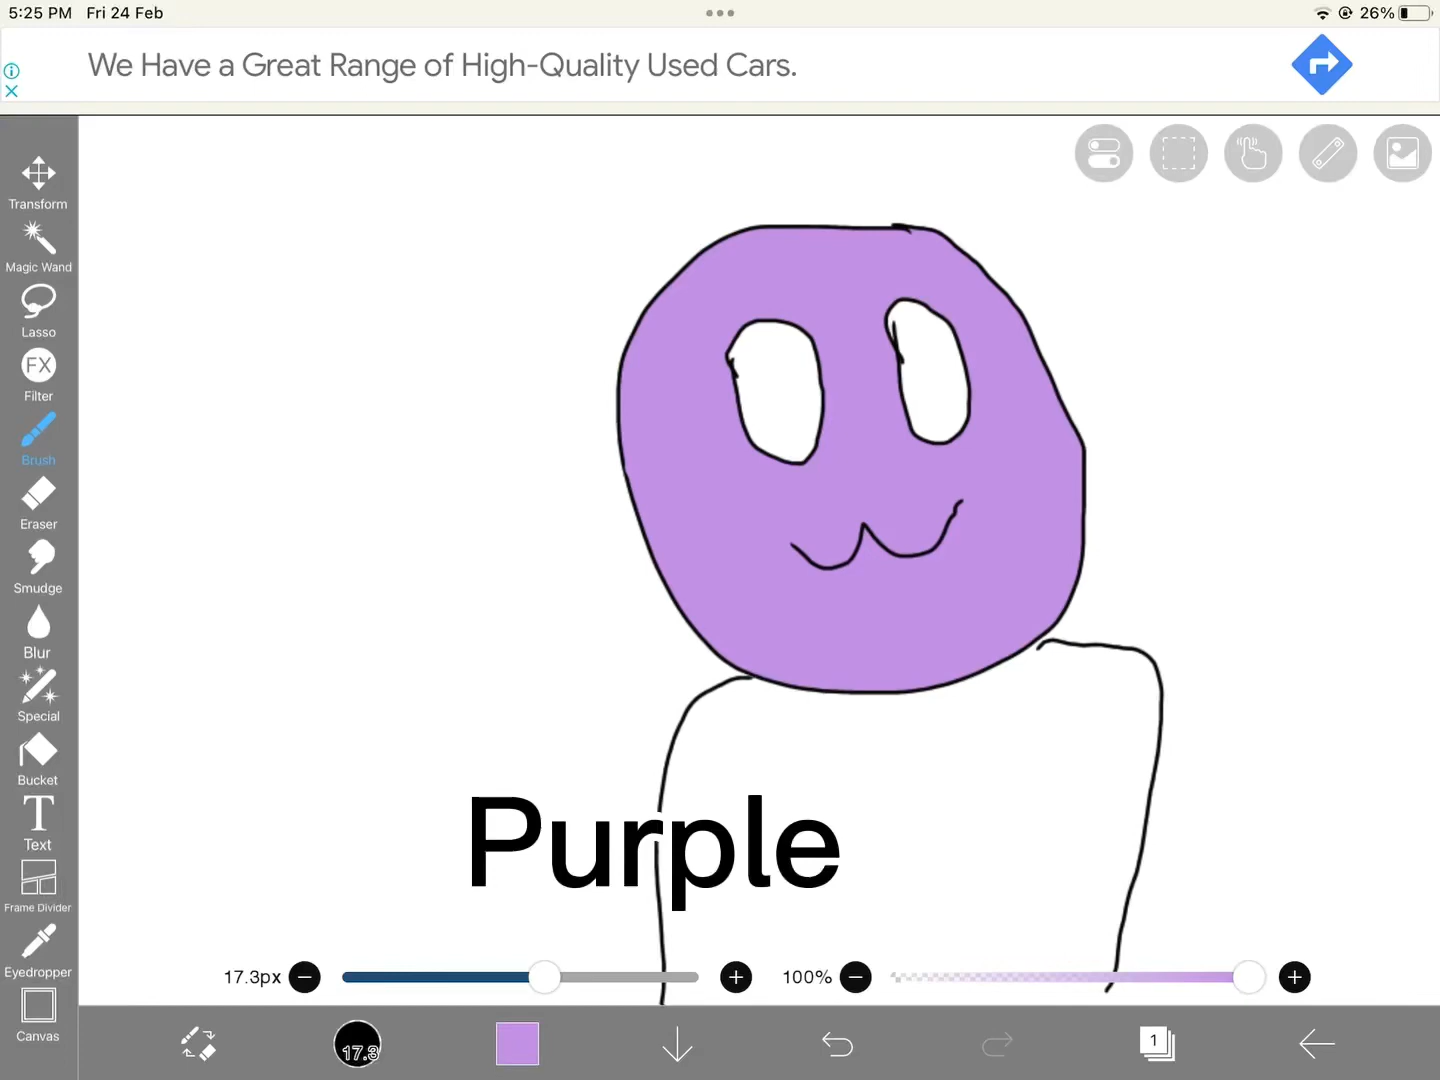 5:25 PM Fri 24 Feb
26%
We Have a Great Range of High-Quality Used Cars.
Transform
Magic Wand
Lasso
FX
Filter
Brush
Eraser
Smudge
Blur
Special
Bucket
T
Text
Frame Divider
Eyedropper
Canvas
Purple
17.3px
100%
17.3
1